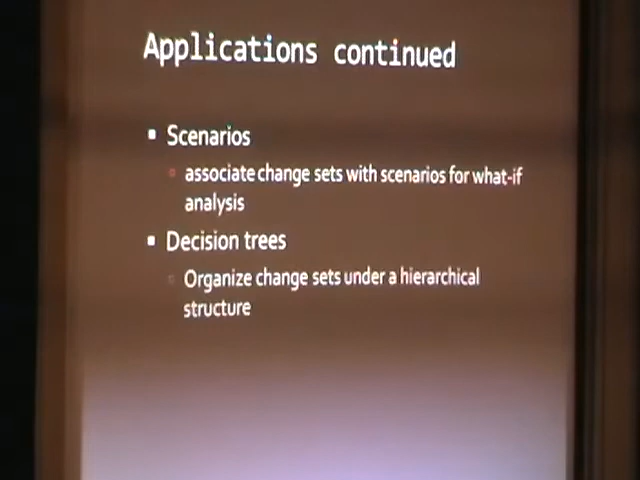 Applications continued
▪ Scenarios
▫ associate change sets with scenarios for what-if
analysis
▪ Decision trees
▫ Organize change sets under a hierarchical
structure